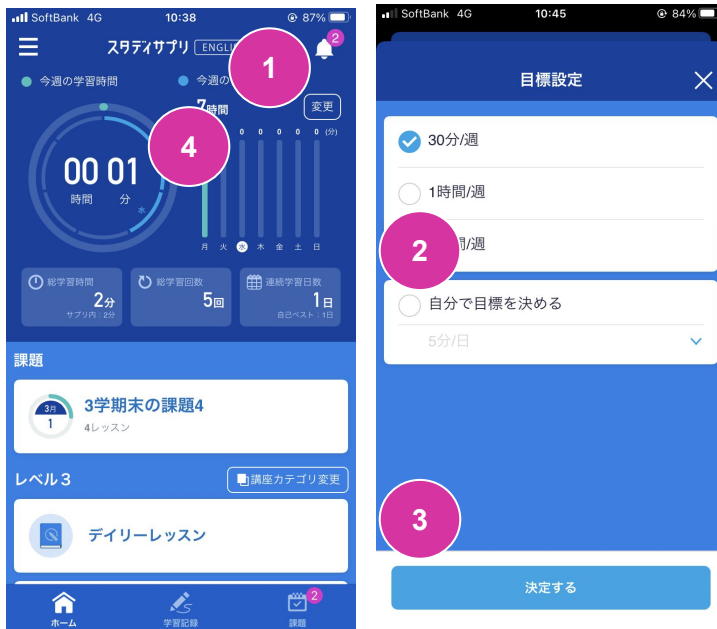 SoftBank 4G 10:38 87%
スタディサプリ ENGLI
2
1
今週の学習時間 今週の
7時間 変更
4
0 0 0 0 0 (分)
00 01
時間 分
水
月 火 水 木 金 土 日
総学習時間 総学習回数 連続学習日数
2分 5回 1日
サプリ内:2分 自己ベスト:1日
課題
3月
1
3学期末の課題4
4レッスン
レベル3 講座カテゴリ変更
デイリーレッスン
2
ホーム 学習記録 課題
SoftBank 4G 10:45 84%
目標設定
30分/週
1時間/週
2
間/週
自分で目標を決める
5分/日
3
決定する